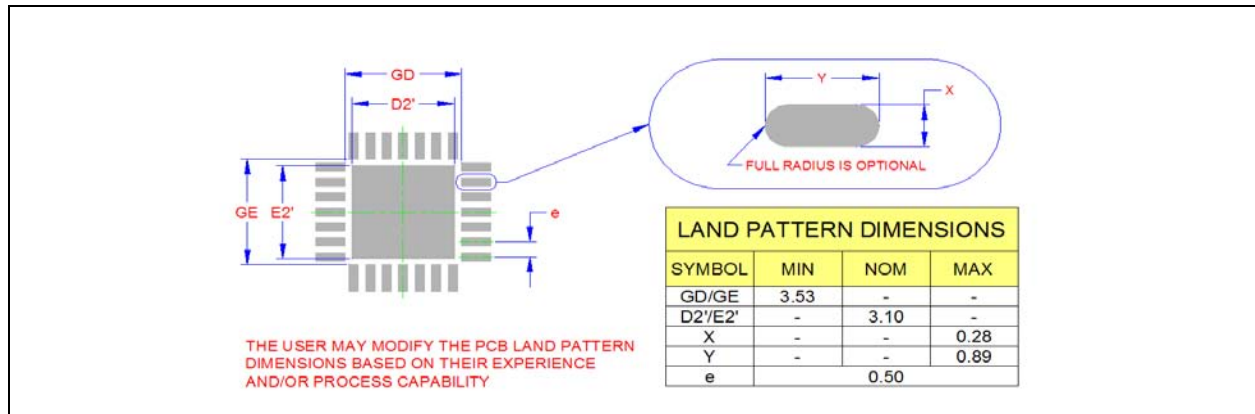 GD
D2'
GE
E2'
e
Y
X
FULL RADIUS IS OPTIONAL
THE USER MAY MODIFY THE PCB LAND PATTERN
DIMENSIONS BASED ON THEIR EXPERIENCE
AND/OR PROCESS CAPABILITY
LAND PATTERN DIMENSIONS
SYMBOL MIN NOM MAX
GD/GE 3.53 - -
D2'/E2' - 3.10 -
X - - 0.28
Y - - 0.89
e 0.50